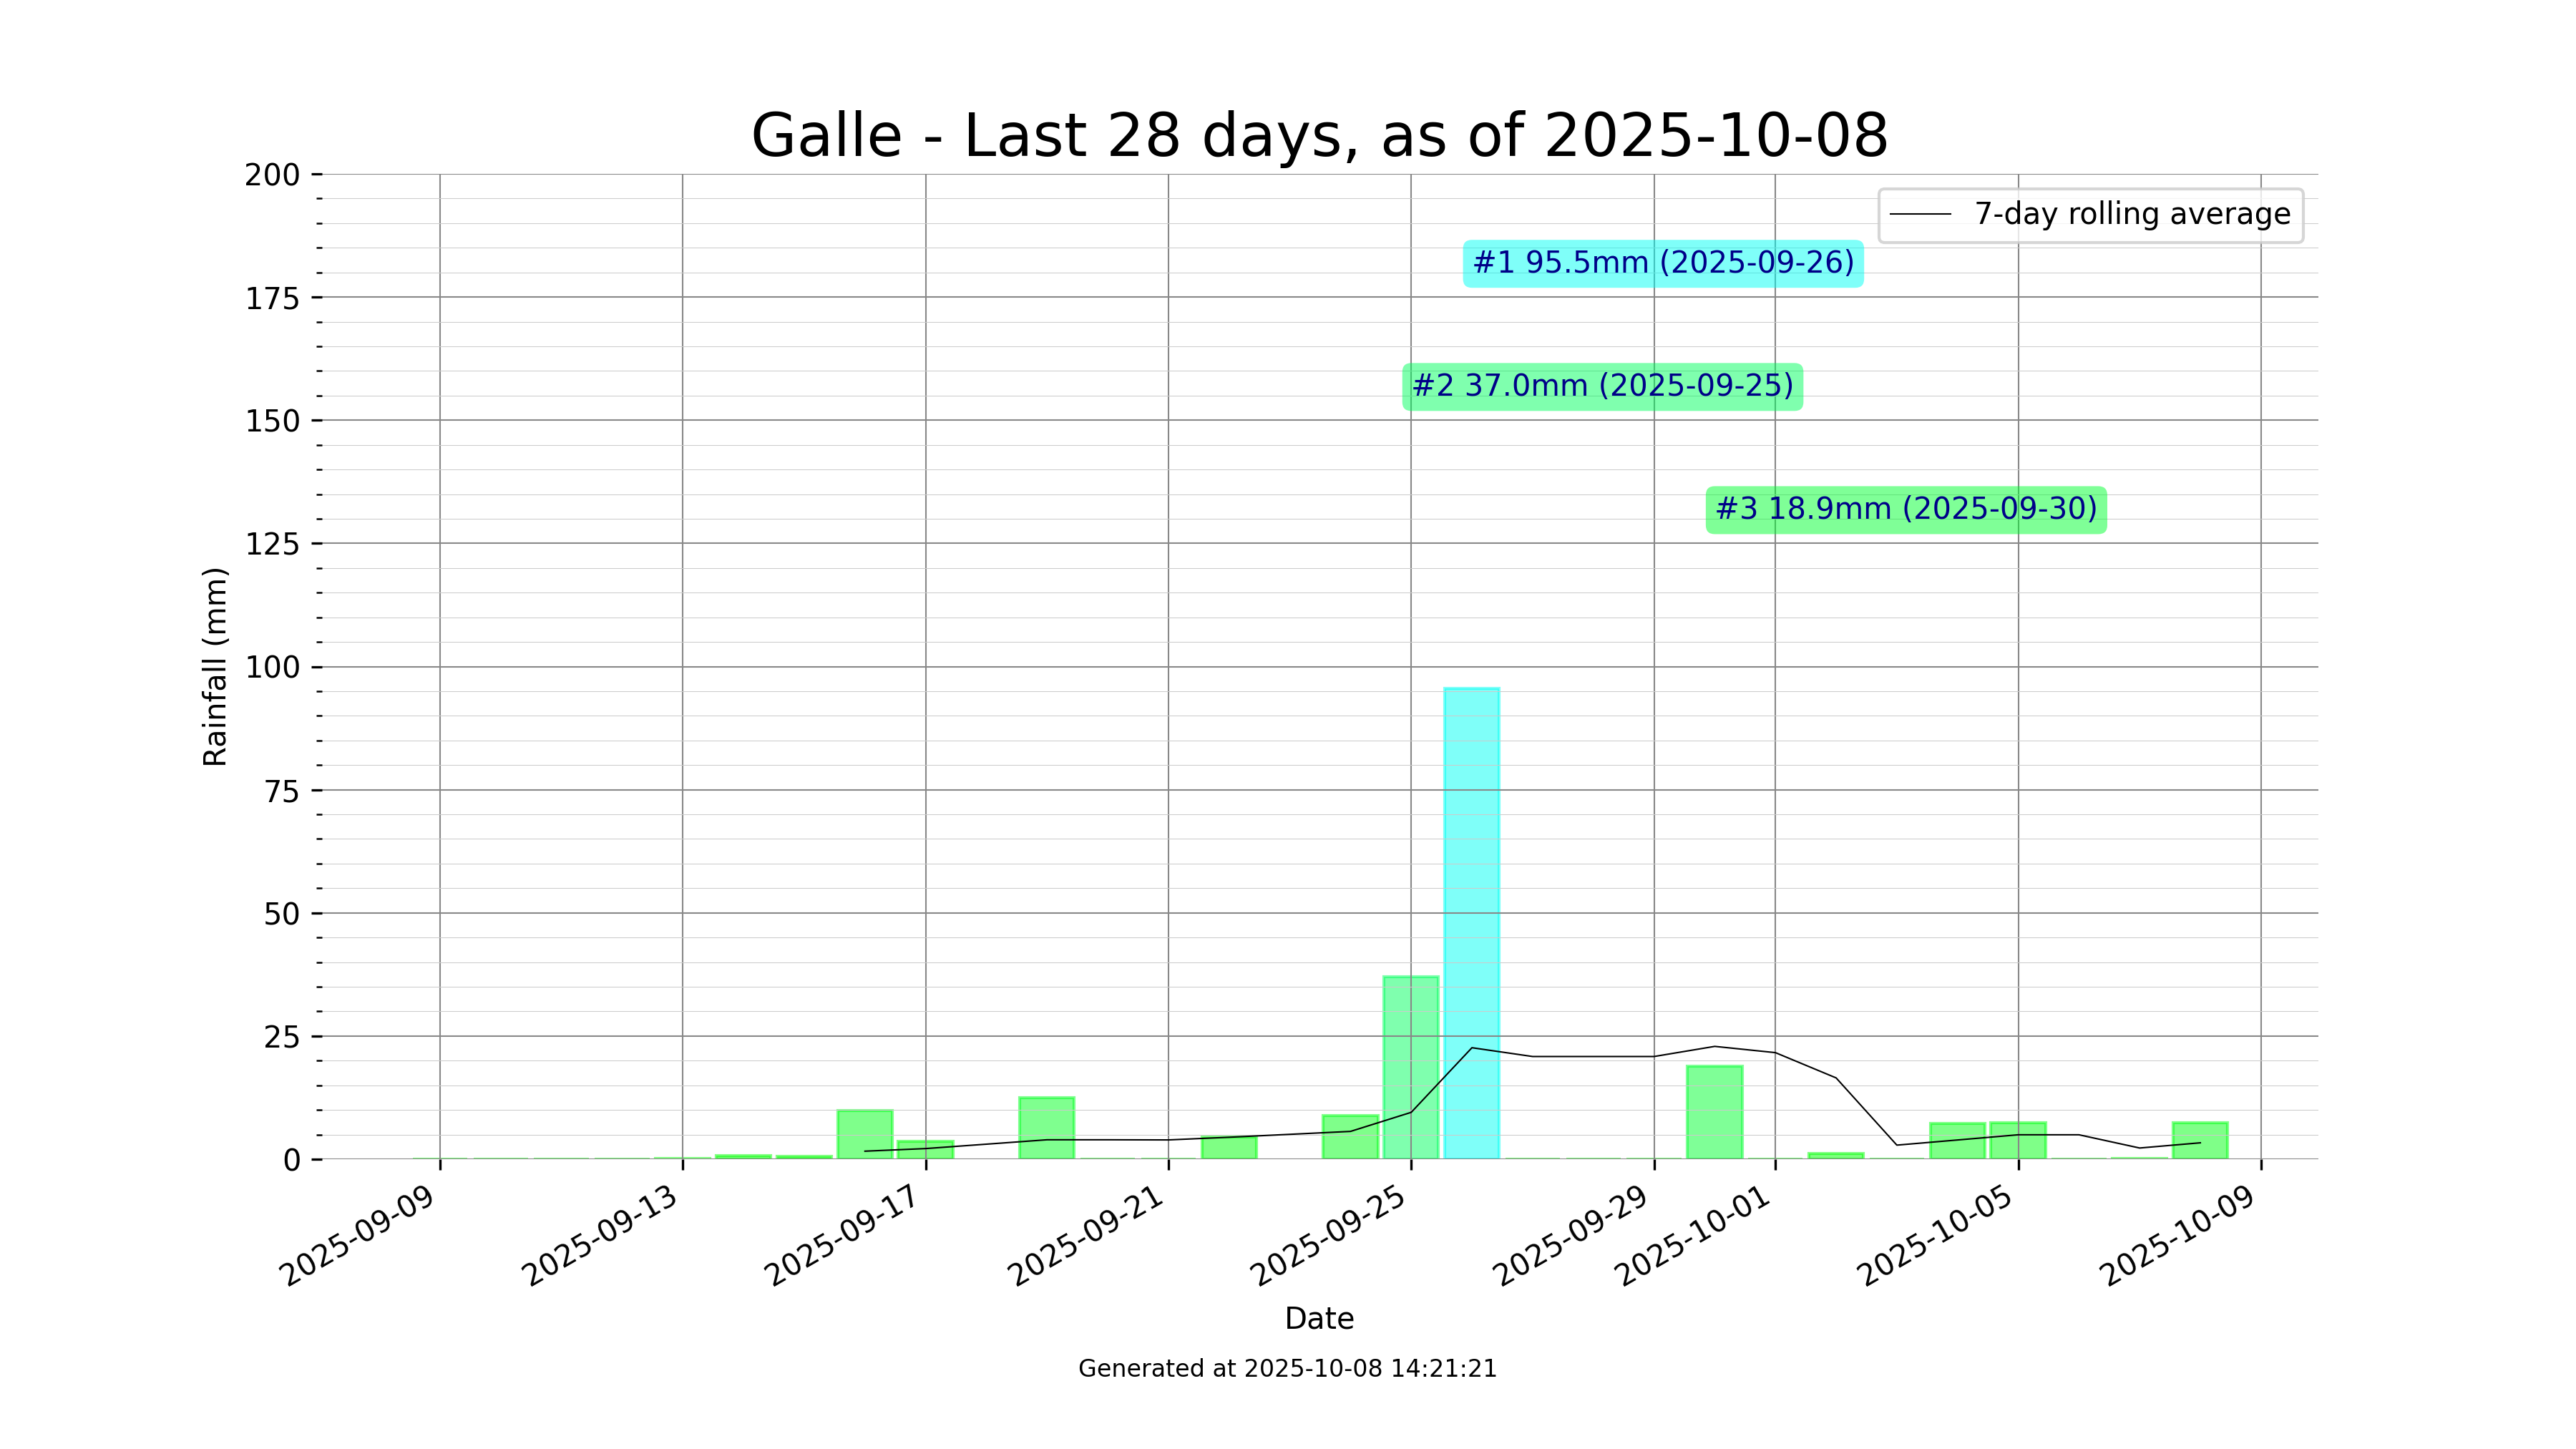 Galle - Last 28 days, as of 2025-10-08
200
175
150
125
100
75
50
25
0
Rainfall (mm)
7-day rolling average
#1 95.5mm (2025-09-26)
#2 37.0mm (2025-09-25)
#3 18.9mm (2025-09-30)
2025-09-09
2025-09-13
2025-09-17
2025-09-21
2025-09-25
2025-09-29
2025-10-01
2025-10-05
2025-10-09
Date
Generated at 2025-10-08 14:21:21